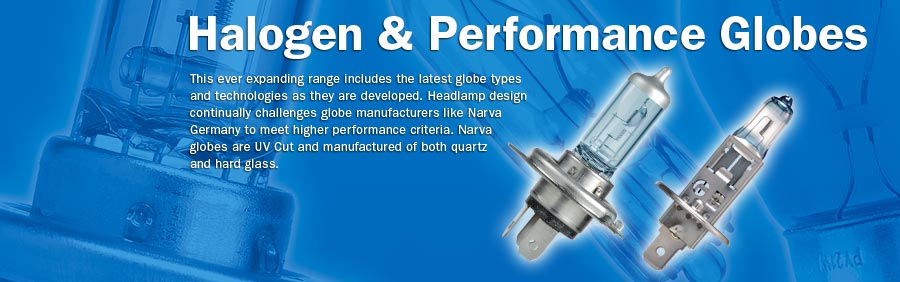 Halogen & Performance Globes
This ever expanding range includes the latest globe types
and technologies as they are developed. Headlamp design
continually challenges globe manufacturers like Narva
Germany to meet higher performance criteria. Narva
globes are UV Cut and manufactured of both quartz
and hard glass.